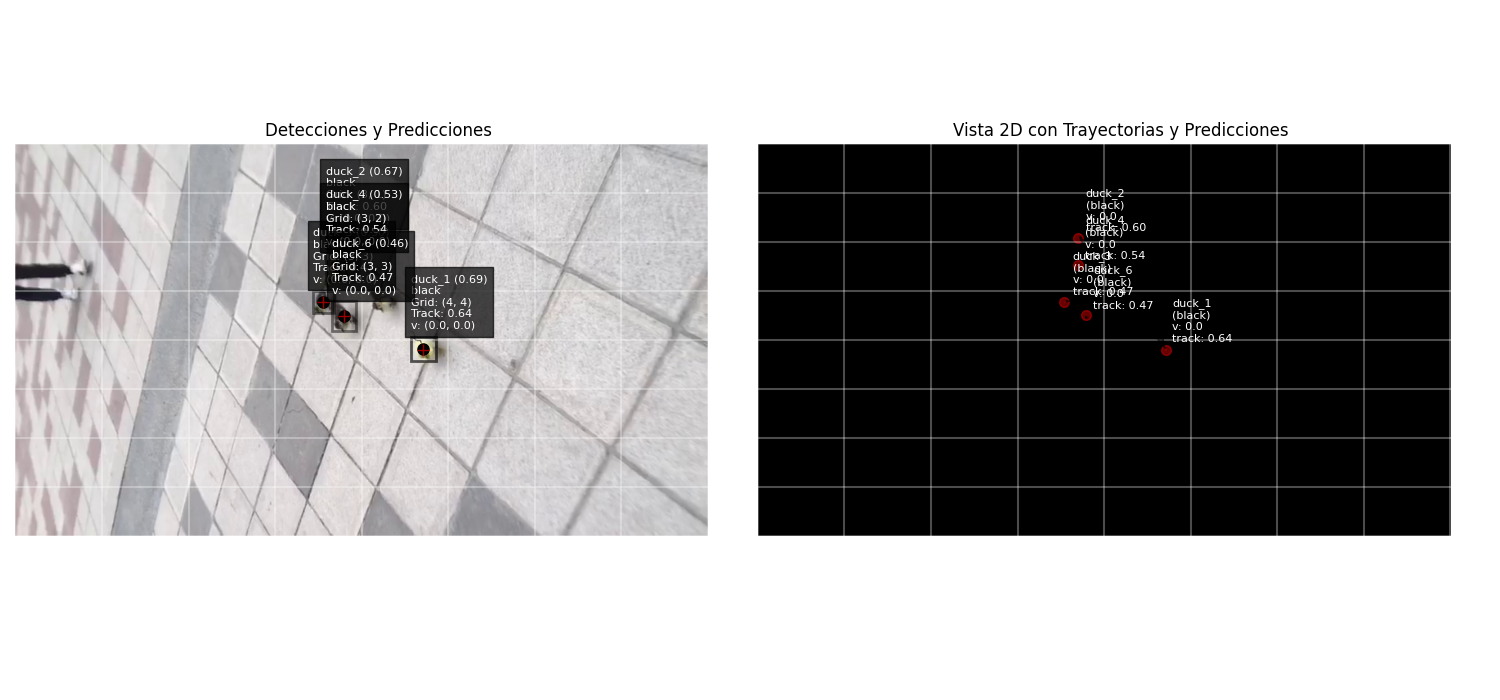 Detecciones y Predicciones
duck_2 (0.67)
black
duck_4 (0.53)
black
Grid: (3, 2)
Track: 0.54
duck_6 (0.46)
black
Grid: (3, 3)
Track: 0.47
v: (0.0, 0.0)
duck_1 (0.69)
black
Grid: (4, 4)
Track: 0.64
v: (0.0, 0.0)
Vista 2D con Trayectorias y Predicciones
duck_2
(black)
v: 0.0
track: 0.60
duck_4
(black)
v: 0.0
track: 0.54
(black)
v: 0.0
track: 0.47
duck_6
(black)
v: 0.0
track: 0.47
duck_1
(black)
v: 0.0
track: 0.64